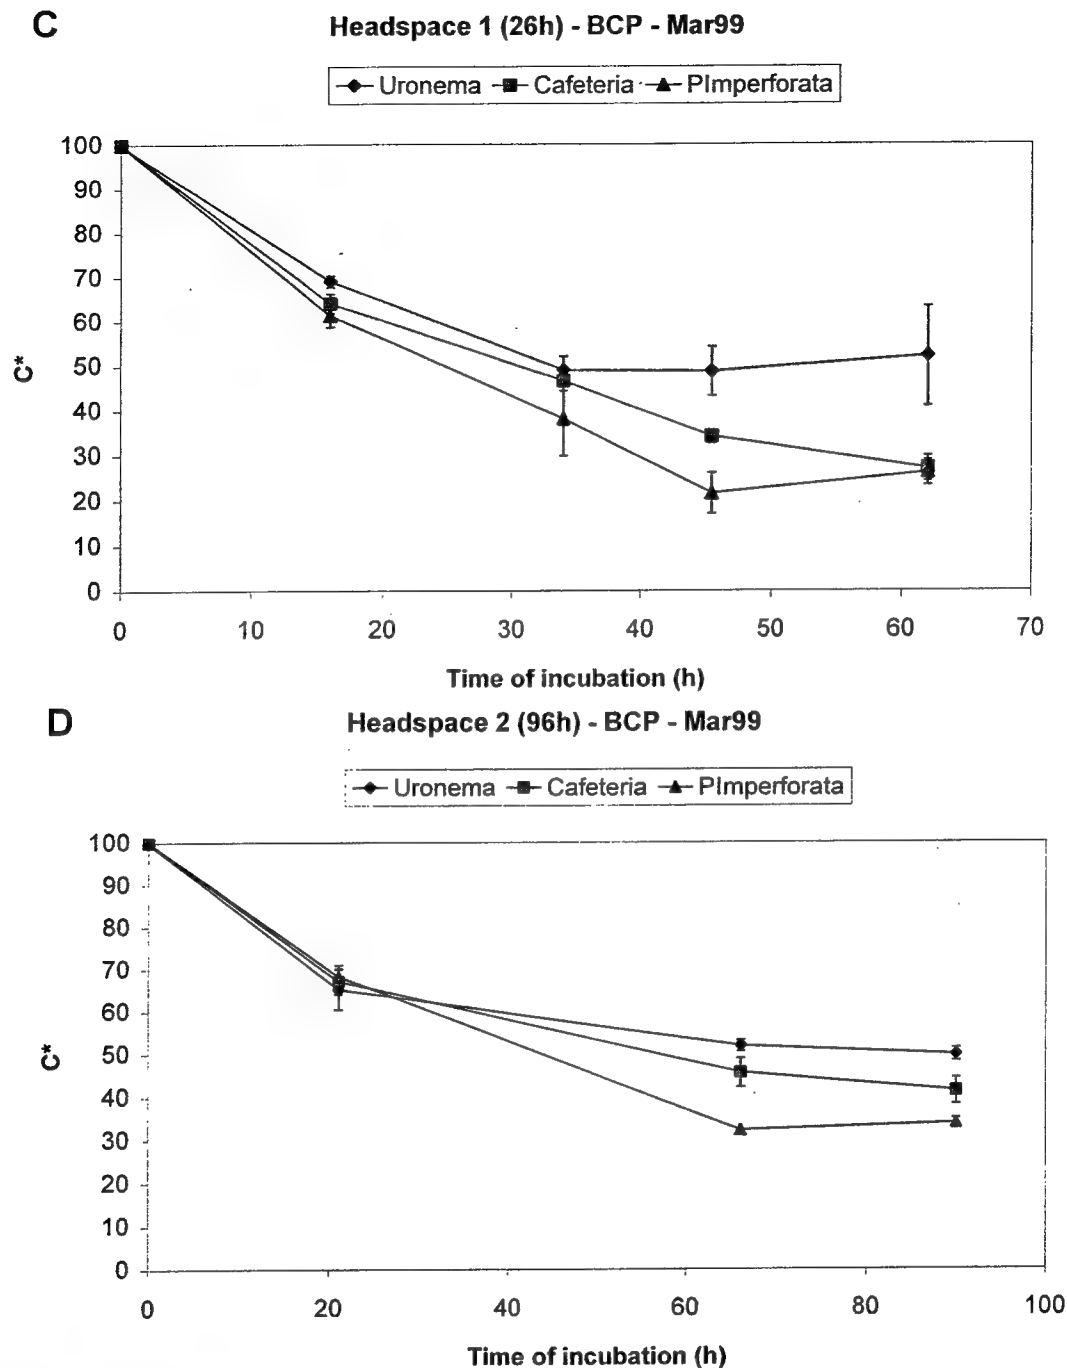 C
Headspace 1 (26h) - BCP - Mar99
Uronema Cafeteria PImperforata
100
90
80
70
60
50
40
30
20
10
0
C*
0 10 20 30 40 50 60 70
Time of incubation (h)
D
Headspace 2 (96h) - BCP - Mar99
Uronema Cafeteria PImperforata
100
90
80
70
60
50
40
30
20
10
0
C*
0 20 40 60 80 100
Time of incubation (h)